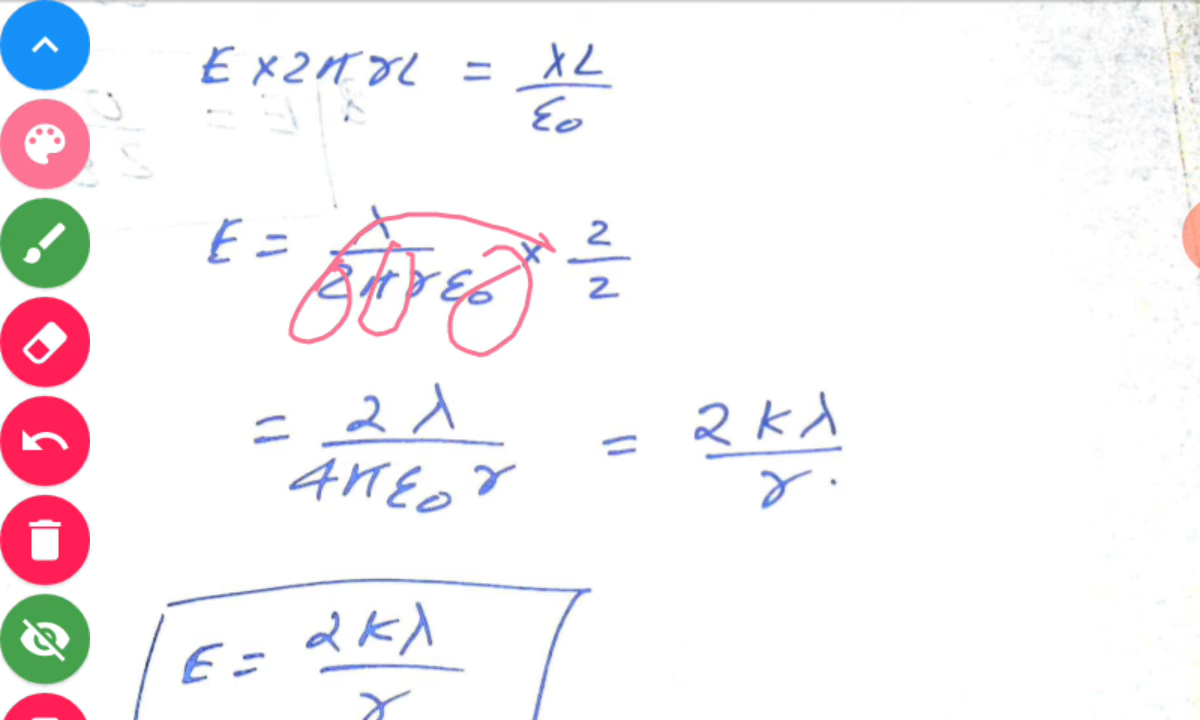 E × 2πrL = λL/ε₀
E = λ/2πrε₀ × 2/2
= 2λ/4πε₀r = 2kλ/r.
E = 2kλ/r